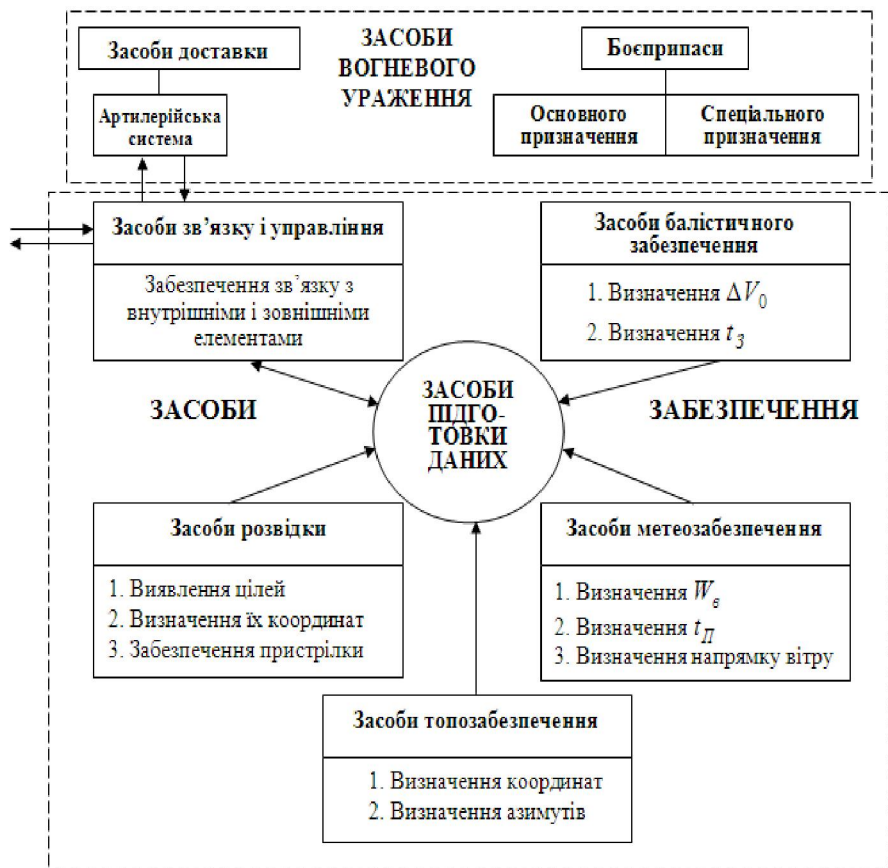 Засоби доставки
Артилерійська
система
ЗАСОБИ
ВОГНЕВОГО
УРАЖЕННЯ
Боєприпаси
Основного
призначення
Спеціального
призначення
Засоби зв’язку і управління
Забезпечення зв’язку з
внутрішніми і зовнішніми
елементами
Засоби балістичного
забезпечення
1. Визначення ΔV₀
2. Визначення t_З
ЗАСОБИ
ЗАСОБИ
ПІДГО-
ТОВКИ
ДАНИХ
ЗАБЕЗПЕЧЕННЯ
Засоби розвідки
1. Виявлення цілей
2. Визначення їх координат
3. Забезпечення пристрілки
Засоби метеозабезпечення
1. Визначення W_в
2. Визначення t_П
3. Визначення напрямку вітру
Засоби топозабезпечення
1. Визначення координат
2. Визначення азимутів